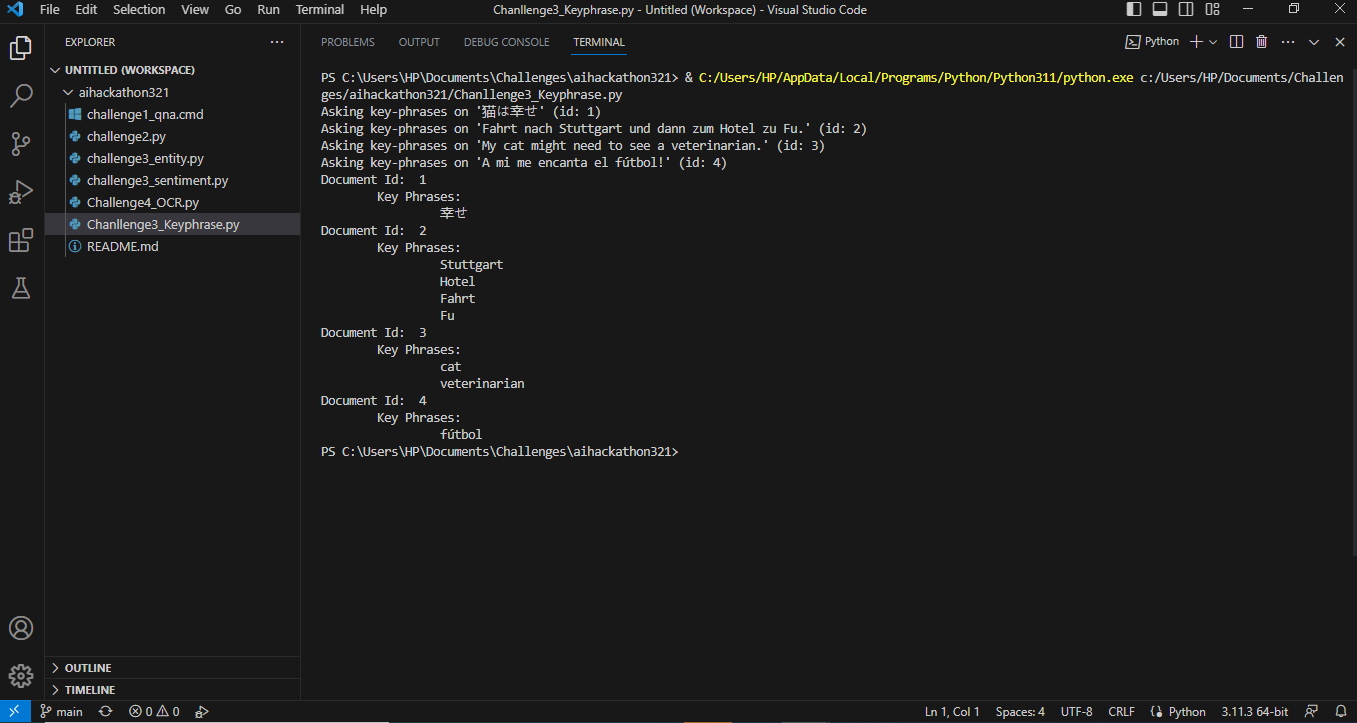 File Edit Selection View Go Run Terminal Help Chanllenge3_Keyphrase.py - Untitled (Workspace) - Visual Studio Code
EXPLORER
UNTITLED (WORKSPACE)
aihackathon321
challenge1_qna.cmd
challenge2.py
challenge3_entity.py
challenge3_sentiment.py
Challenge4_OCR.py
Chanllenge3_Keyphrase.py
README.md
OUTLINE
TIMELINE
PROBLEMS OUTPUT DEBUG CONSOLE TERMINAL Python
PS C:\Users\HP\Documents\Challenges\aihackathon321> & C:/Users/HP/AppData/Local/Programs/Python/Python311/python.exe c:/Users/HP/Documents/Challen
ges/aihackathon321/Chanllenge3_Keyphrase.py
Asking key-phrases on '猫は幸せ' (id: 1)
Asking key-phrases on 'Fahrt nach Stuttgart und dann zum Hotel zu Fu.' (id: 2)
Asking key-phrases on 'My cat might need to see a veterinarian.' (id: 3)
Asking key-phrases on 'A mi me encanta el fútbol!' (id: 4)
Document Id: 1
Key Phrases:
幸せ
Document Id: 2
Key Phrases:
Stuttgart
Hotel
Fahrt
Fu
Document Id: 3
Key Phrases:
cat
veterinarian
Document Id: 4
Key Phrases:
fútbol
PS C:\Users\HP\Documents\Challenges\aihackathon321>
main 0 0 Ln 1, Col 1 Spaces: 4 UTF-8 CRLF Python 3.11.3 64-bit